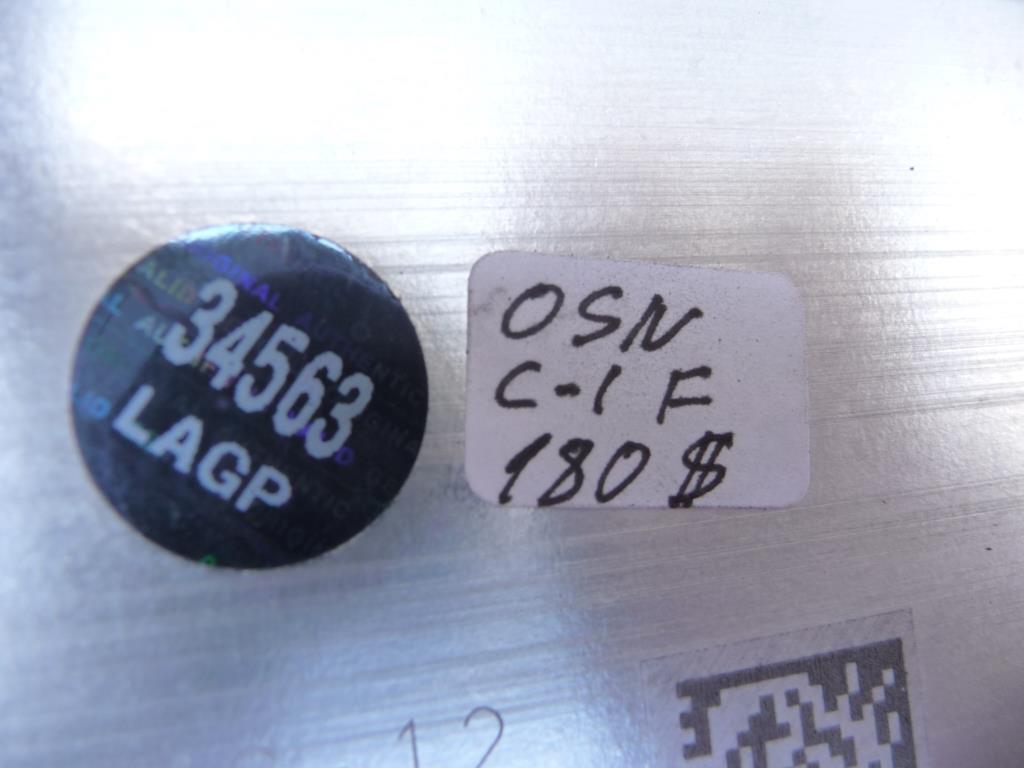 34563
LAGP
OSN
C-1 F
180 $
12